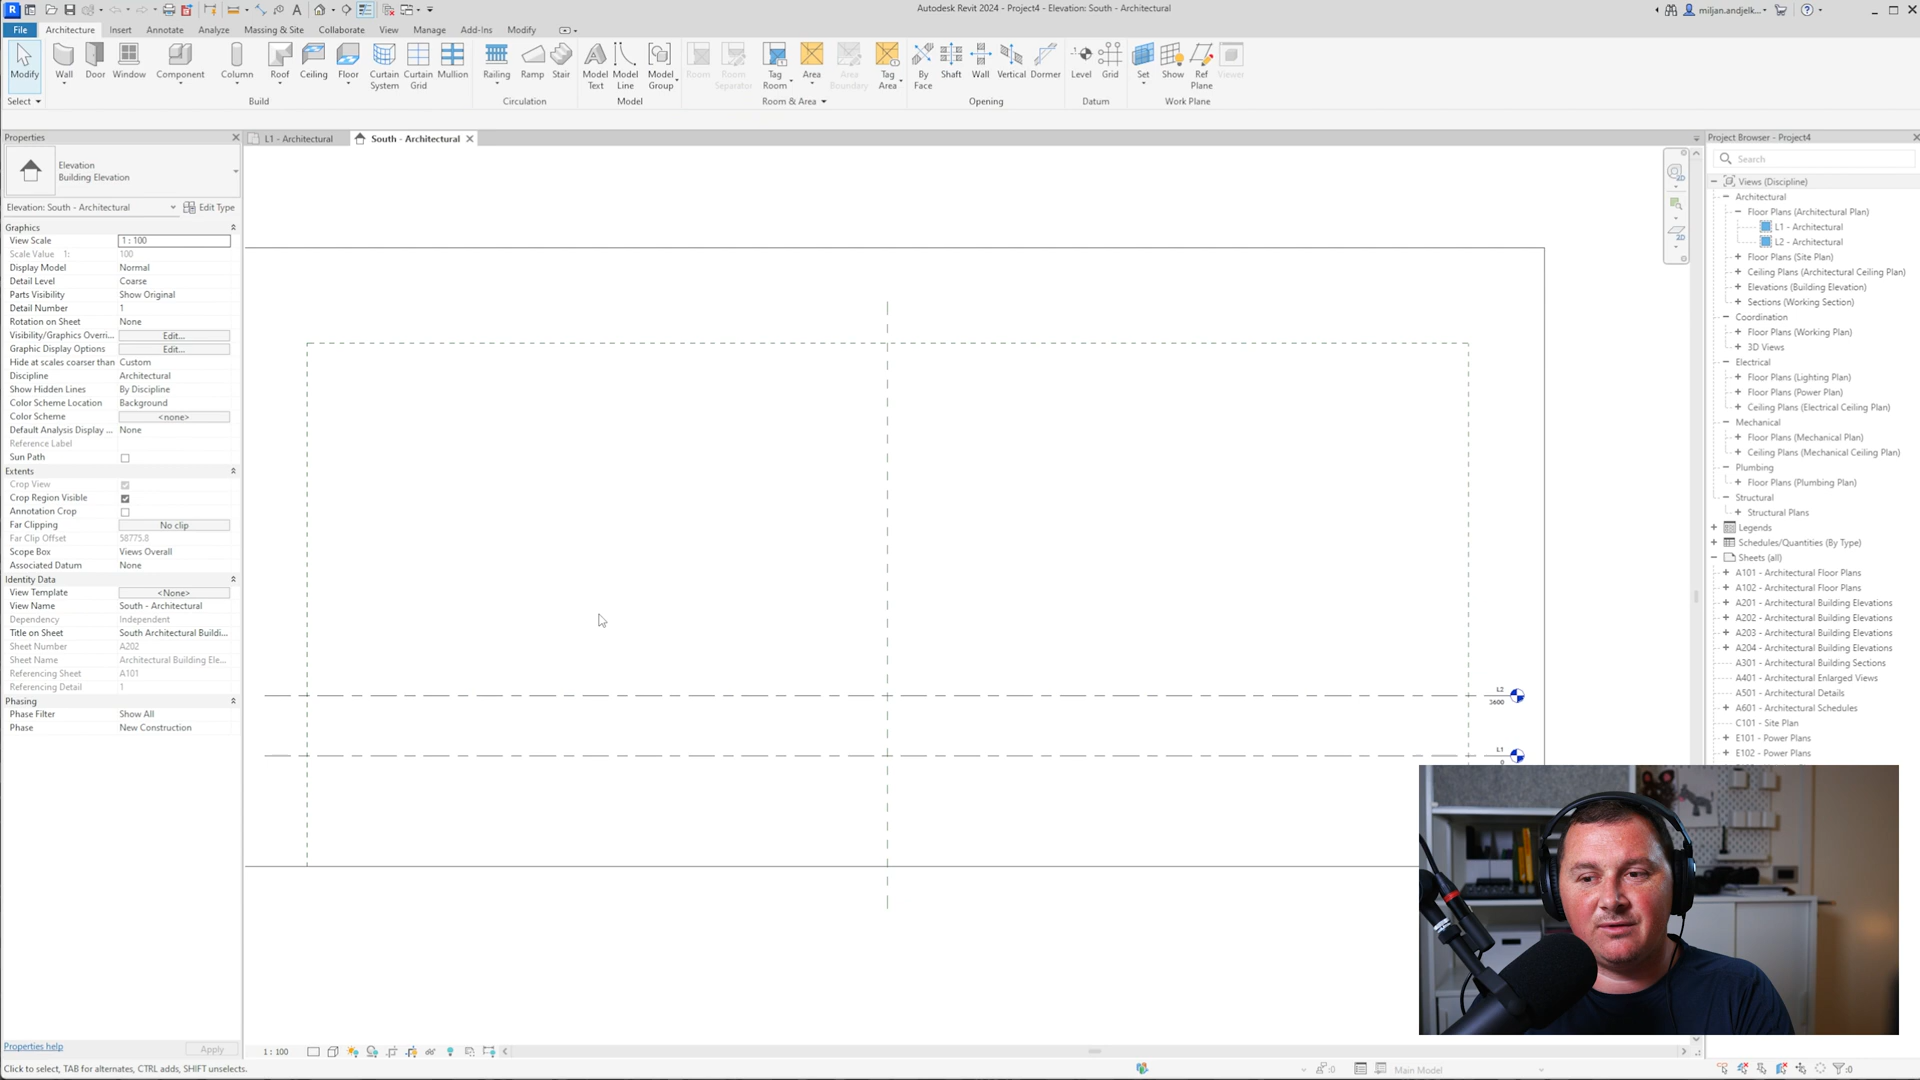 Autodesk Revit 2024 - Project4 - Elevation: South - Architectural
miljan.andjelk...
File Architecture Insert Annotate Analyze Massing & Site Collaborate View Manage Add-Ins Modify
Modify Wall Door Window Component Column Roof Ceiling Floor Curtain System Curtain Grid Mullion Railing Ramp Stair Model Text Model Line Model Group Room Room Separator Tag Room Area Area Boundary Tag Area By Face Shaft Wall Vertical Dormer Level Grid Set Show Ref Plane Viewer
Select Build Circulation Model Room & Area Opening Datum Work Plane
Properties
Elevation
Building Elevation
Elevation: South - Architectural Edit Type
Graphics
View Scale 1 : 100
Scale Value 1: 100
Display Model Normal
Detail Level Coarse
Parts Visibility Show Original
Detail Number 1
Rotation on Sheet None
Visibility/Graphics Overri... Edit...
Graphic Display Options Edit...
Hide at scales coarser than Custom
Discipline Architectural
Show Hidden Lines By Discipline
Color Scheme Location Background
Color Scheme <none>
Default Analysis Display ... None
Reference Label
Sun Path
Extents
Crop View
Crop Region Visible
Annotation Crop
Far Clipping No clip
Far Clip Offset 58775.8
Scope Box Views Overall
Associated Datum None
Identity Data
View Template <None>
View Name South - Architectural
Dependency Independent
Title on Sheet South Architectural Buildi...
Sheet Number A202
Sheet Name Architectural Building Ele...
Referencing Sheet A101
Referencing Detail 1
Phasing
Phase Filter Show All
Phase New Construction
Properties help Apply
L1 - Architectural South - Architectural
L2
3600
L1
0
1 : 100
Project Browser - Project4
Search
Views (Discipline)
Architectural
Floor Plans (Architectural Plan)
L1 - Architectural
L2 - Architectural
Floor Plans (Site Plan)
Ceiling Plans (Architectural Ceiling Plan)
Elevations (Building Elevation)
Sections (Working Section)
Coordination
Floor Plans (Working Plan)
3D Views
Electrical
Floor Plans (Lighting Plan)
Floor Plans (Power Plan)
Ceiling Plans (Electrical Ceiling Plan)
Mechanical
Floor Plans (Mechanical Plan)
Ceiling Plans (Mechanical Ceiling Plan)
Plumbing
Floor Plans (Plumbing Plan)
Structural
Structural Plans
Legends
Schedules/Quantities (By Type)
Sheets (all)
A101 - Architectural Floor Plans
A102 - Architectural Floor Plans
A201 - Architectural Building Elevations
A202 - Architectural Building Elevations
A203 - Architectural Building Elevations
A204 - Architectural Building Elevations
A301 - Architectural Building Sections
A401 - Architectural Enlarged Views
A501 - Architectural Details
A601 - Architectural Schedules
C101 - Site Plan
E101 - Power Plans
E102 - Power Plans
Click to select, TAB for alternates, CTRL adds, SHIFT unselects. :0 Main Model :0